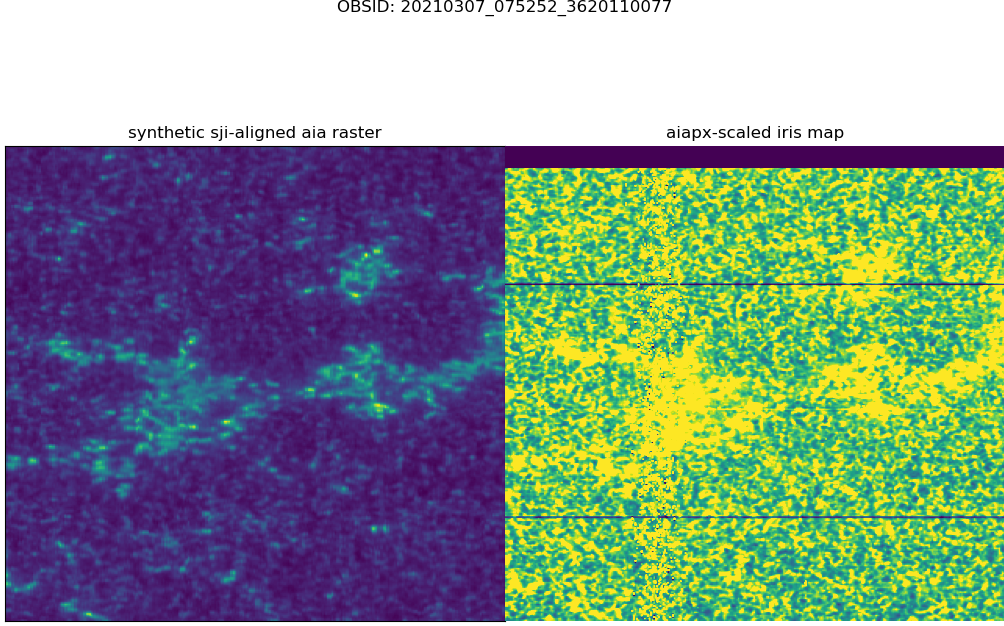 OBSID: 20210307_075252_3620110077
synthetic sji-aligned aia raster
aiapx-scaled iris map